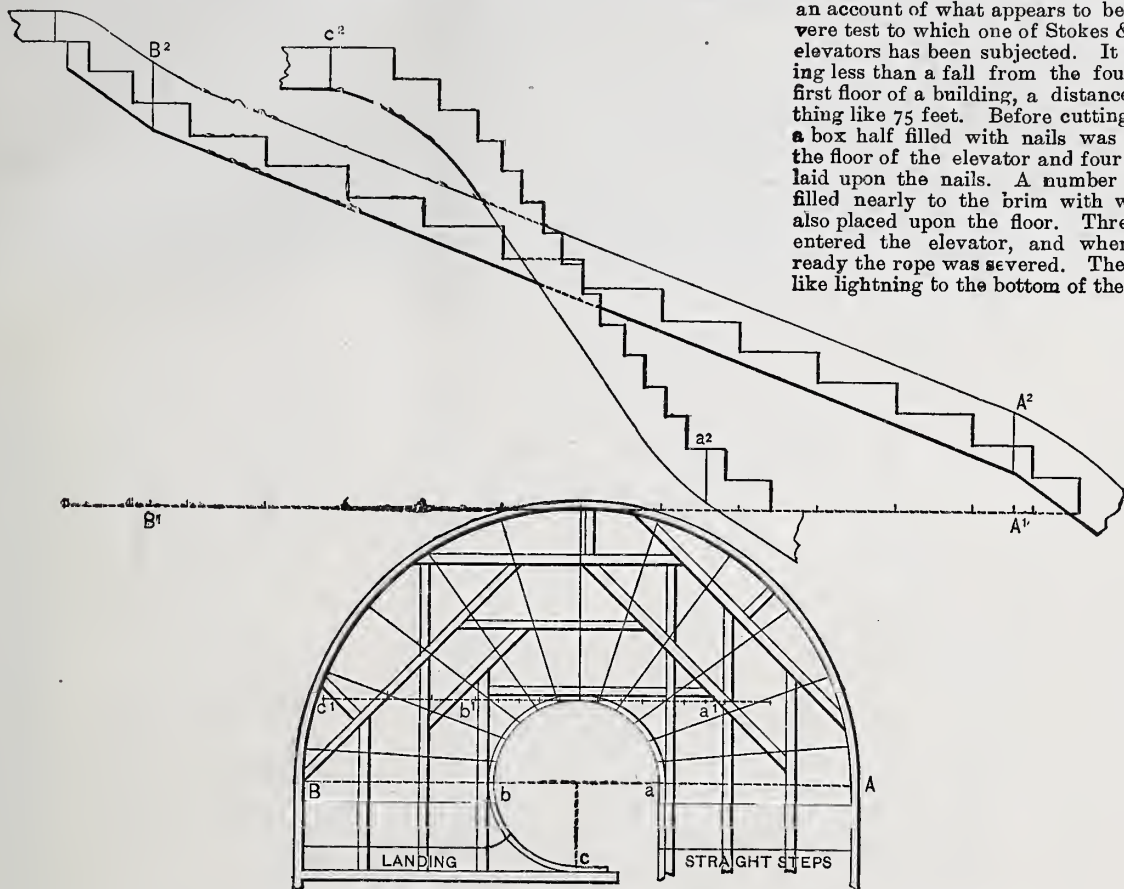 an account of what appears to be
vere test to which one of Stokes &
elevators has been subjected. It
ing less than a fall from the fou
first floor of a building, a distance
thing like 75 feet. Before cutting
a box half filled with nails was
the floor of the elevator and four
laid upon the nails. A number
filled nearly to the brim with w
also placed upon the floor. Thre
entered the elevator, and when
ready the rope was severed. The
like lightning to the bottom of the
B²
c²
A²
a²
B¹
A¹
c¹
b¹
a¹
B
b
a
A
LANDING
c
STRAIGHT STEPS